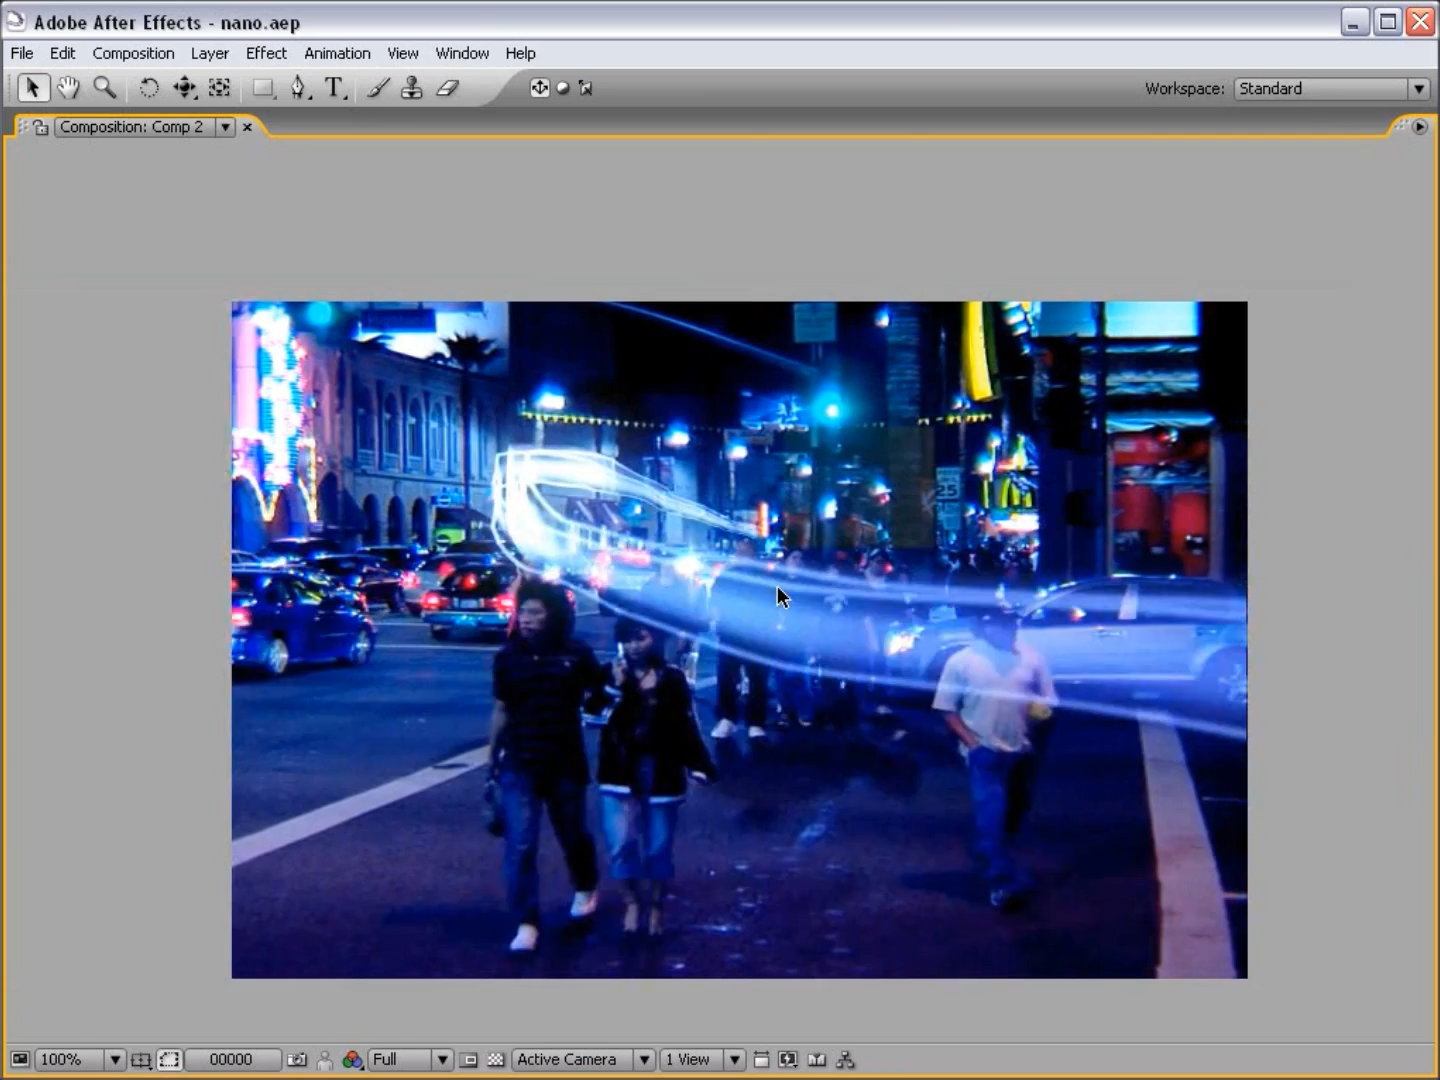 Adobe After Effects - nano.aep
File Edit Composition Layer Effect Animation View Window Help
T Workspace: Standard
Composition: Comp 2
25
100% 00000 Full Active Camera 1 View